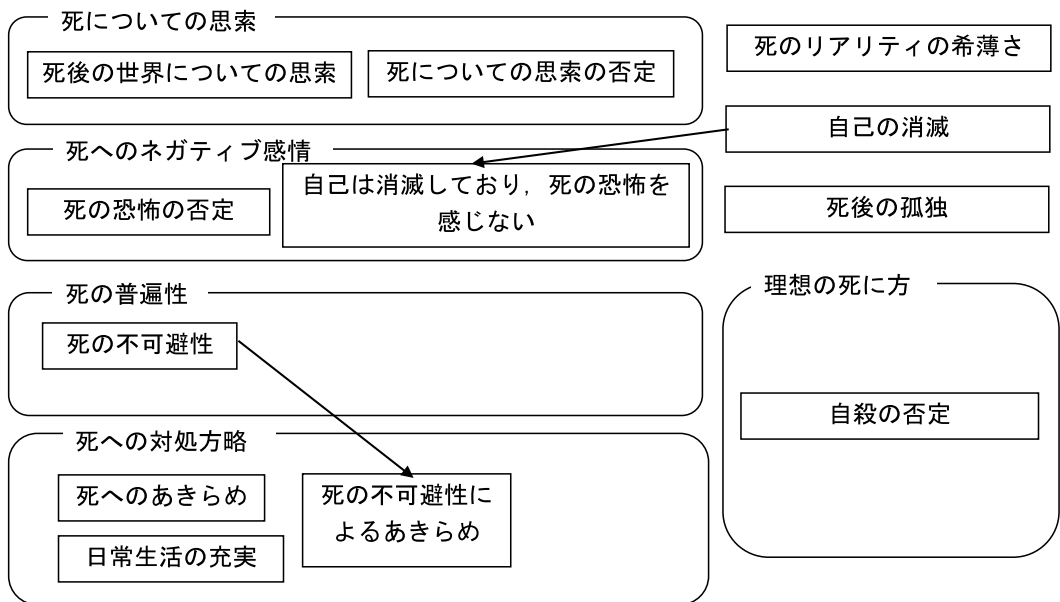 死についての思索
死後の世界についての思索
死についての思索の否定
死へのネガティブ感情
死の恐怖の否定
自己は消滅しており，死の恐怖を
感じない
死の普遍性
死の不可避性
死への対処方略
死へのあきらめ
日常生活の充実
死の不可避性に
よるあきらめ
死のリアリティの希薄さ
自己の消滅
死後の孤独
理想の死に方
自殺の否定